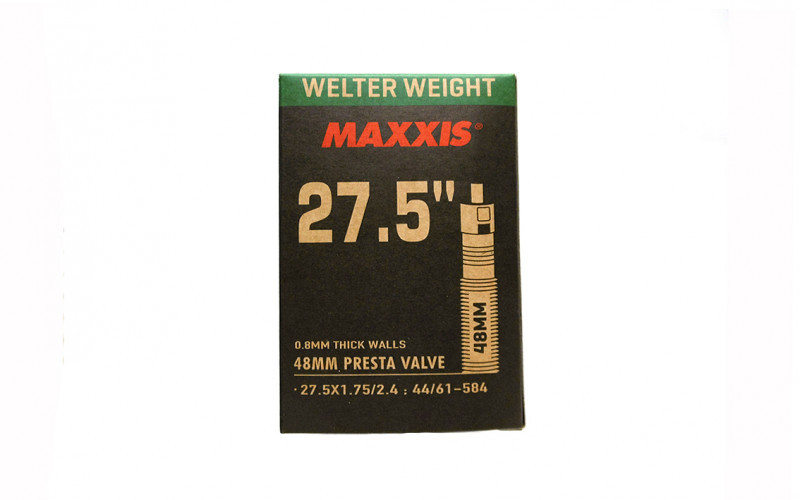 WELTER WEIGHT
MAXXIS®
27.5"
48MM
0.8MM THICK WALLS
48MM PRESTA VALVE
·27.5X1.75/2.4 : 44/61-584